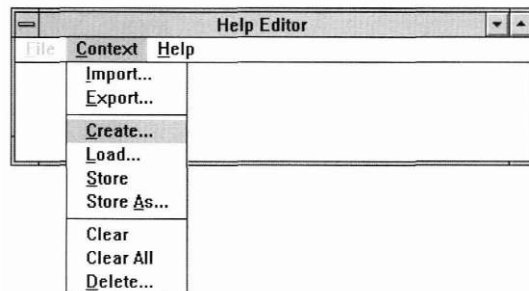 Help Editor
File Context Help
Import...
Export...
Create...
Load...
Store
Store As...
Clear
Clear All
Delete...